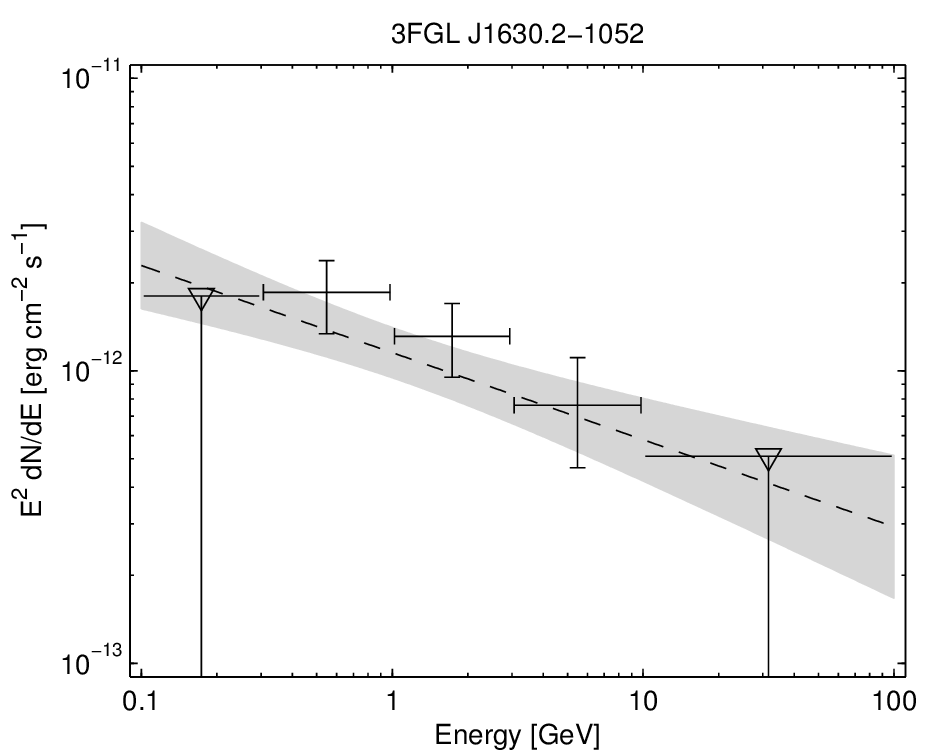 3FGL J1630.2−1052
10⁻¹¹
10⁻¹²
10⁻¹³
E² dN/dE [erg cm⁻² s⁻¹]
0.1 1 10 100
Energy [GeV]